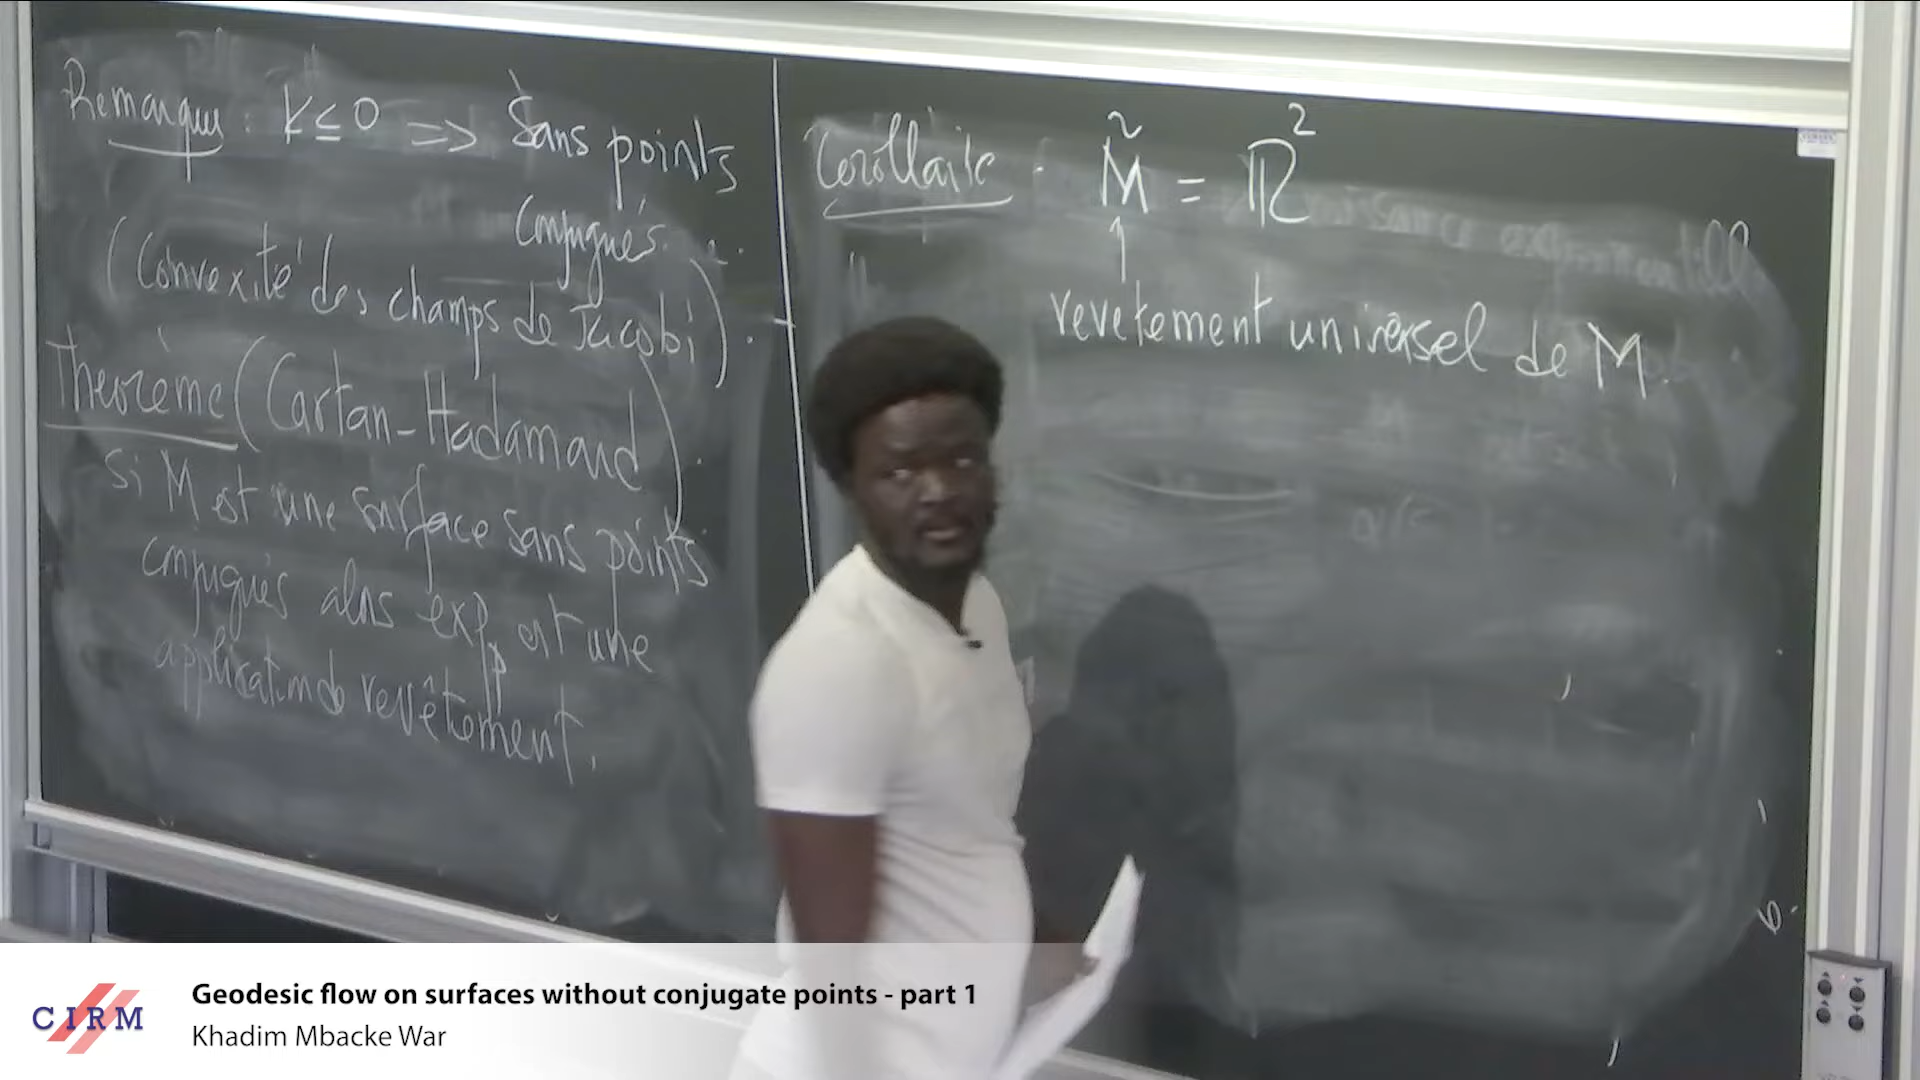 Remarque : K ≤ 0 => Sans points
Conjugués.
(Convexité des champs de Jacobi).
Théorème (Cartan-Hadamard).
Si M est une surface sans points
conjugués alors exp_p est une
application de revêtement.
Corollaire : M̃ = ℝ²
↑
revetement universel de M.
CIRM
Geodesic flow on surfaces without conjugate points - part 1
Khadim Mbacke War